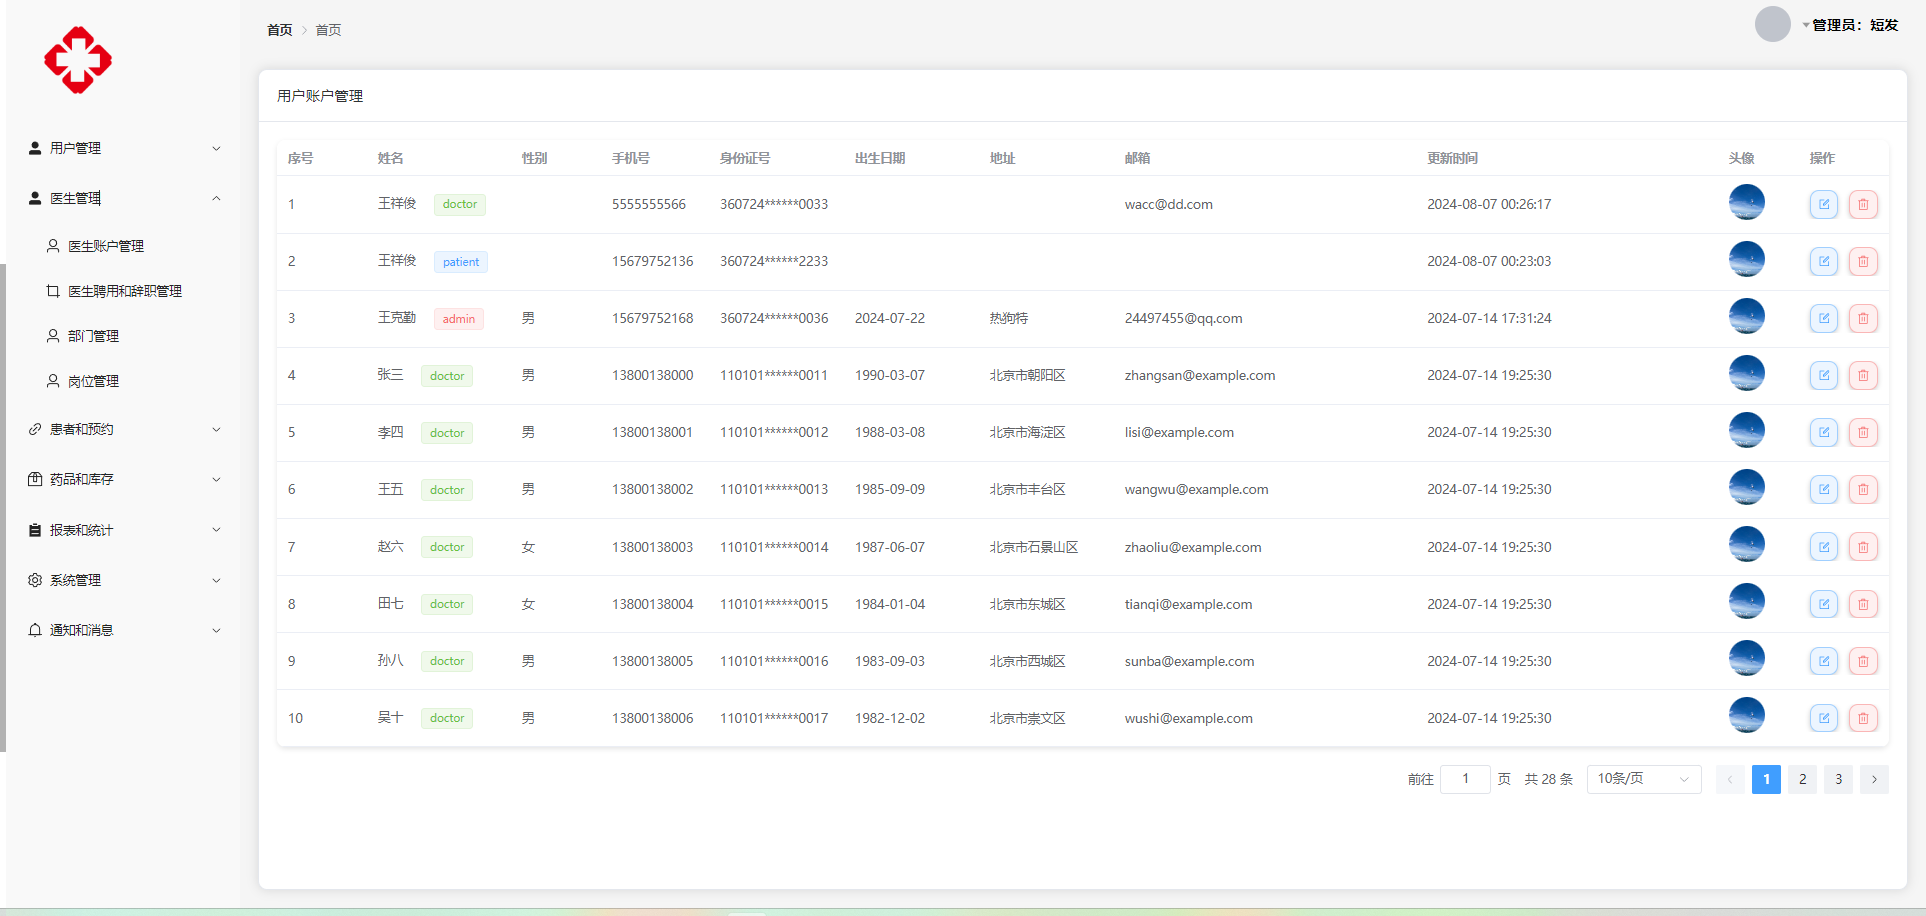 首页 > 首页
管理员：短发
用户管理
医生管理
医生账户管理
医生聘用和辞职管理
部门管理
岗位管理
患者和预约
药品和库存
报表和统计
系统管理
通知和消息
用户账户管理
序号 姓名 性别 手机号 身份证号 出生日期 地址 邮箱 更新时间 头像 操作
1 王祥俊 doctor 5555555566 360724******0033 wacc@dd.com 2024-08-07 00:26:17
2 王祥俊 patient 15679752136 360724******2233 2024-08-07 00:23:03
3 王克勤 admin 男 15679752168 360724******0036 2024-07-22 热狗特 24497455@qq.com 2024-07-14 17:31:24
4 张三 doctor 男 13800138000 110101******0011 1990-03-07 北京市朝阳区 zhangsan@example.com 2024-07-14 19:25:30
5 李四 doctor 男 13800138001 110101******0012 1988-03-08 北京市海淀区 lisi@example.com 2024-07-14 19:25:30
6 王五 doctor 男 13800138002 110101******0013 1985-09-09 北京市丰台区 wangwu@example.com 2024-07-14 19:25:30
7 赵六 doctor 女 13800138003 110101******0014 1987-06-07 北京市石景山区 zhaoliu@example.com 2024-07-14 19:25:30
8 田七 doctor 女 13800138004 110101******0015 1984-01-04 北京市东城区 tianqi@example.com 2024-07-14 19:25:30
9 孙八 doctor 男 13800138005 110101******0016 1983-09-03 北京市西城区 sunba@example.com 2024-07-14 19:25:30
10 吴十 doctor 男 13800138006 110101******0017 1982-12-02 北京市崇文区 wushi@example.com 2024-07-14 19:25:30
前往 1 页 共 28 条 10条/页 < 1 2 3 >